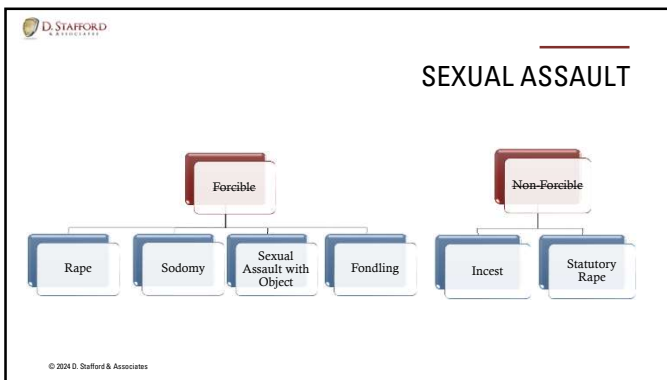 D. STAFFORD
& ASSOCIATES
SEXUAL ASSAULT
Forcible
Non-Forcible
Rape
Sodomy
Sexual
Assault with
Object
Fondling
Incest
Statutory
Rape
© 2024 D. Stafford & Associates